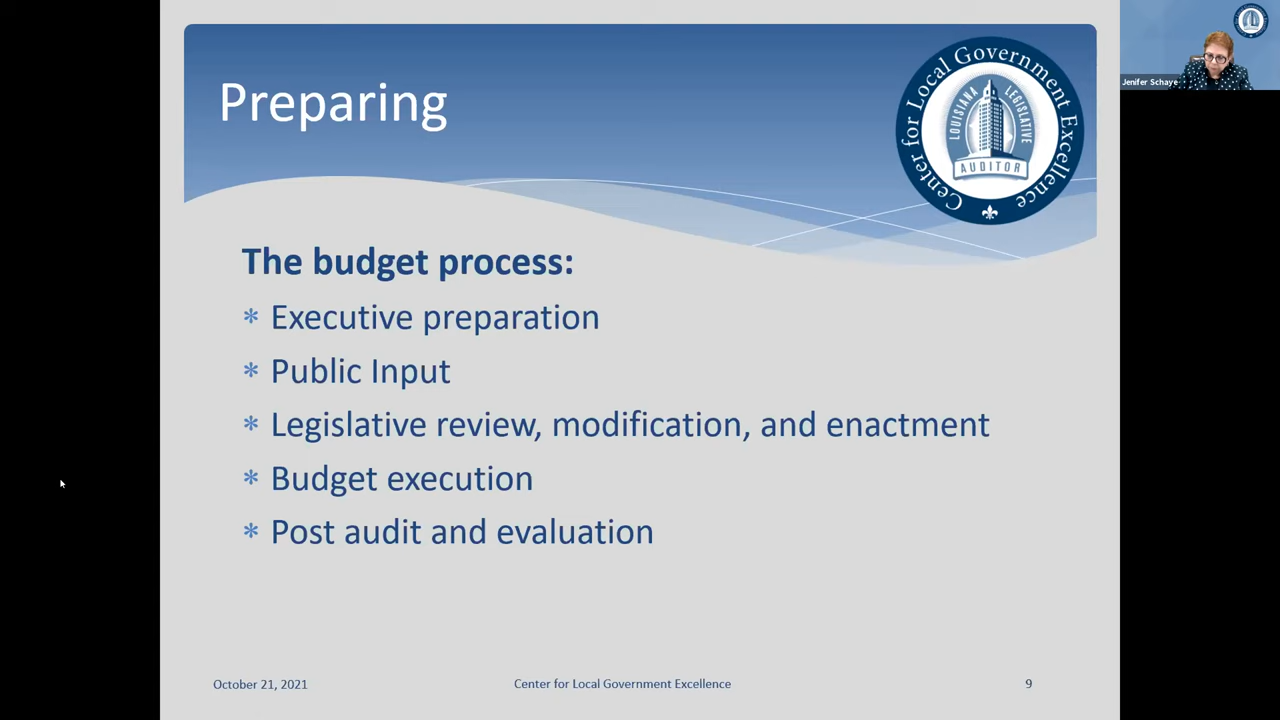 Preparing
Center for Local Government Excellence
LOUISIANA LEGISLATIVE
AUDITOR
The budget process:
* Executive preparation
* Public Input
* Legislative review, modification, and enactment
* Budget execution
* Post audit and evaluation
October 21, 2021
Center for Local Government Excellence
9
Jenifer Schaye